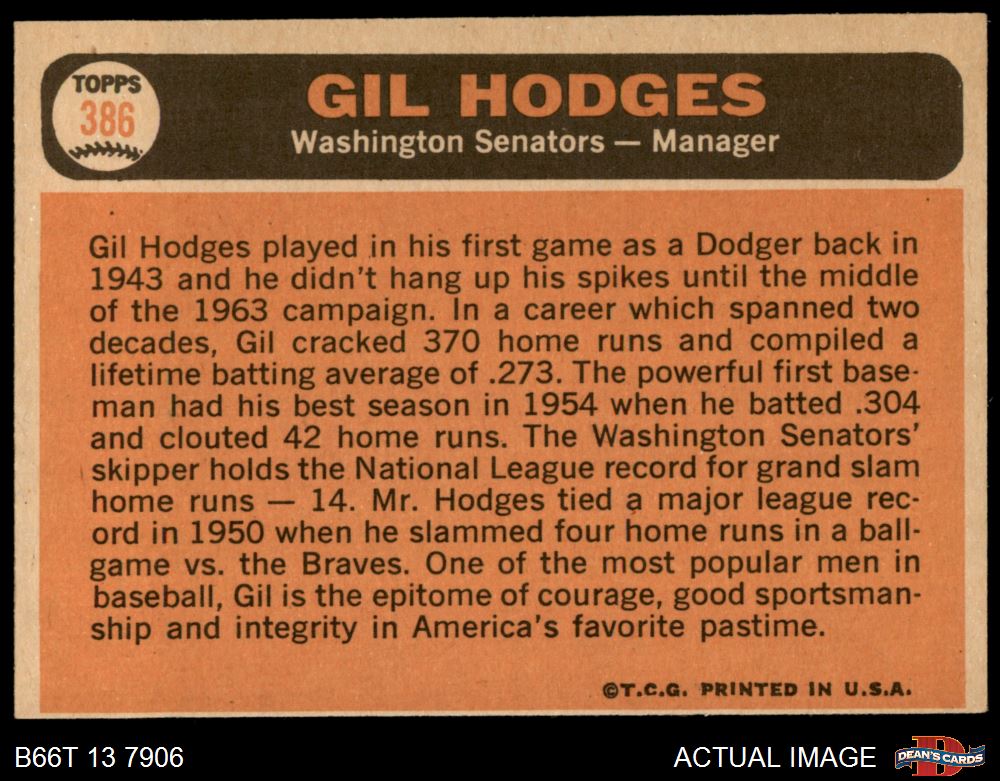 TOPPS
386
GIL HODGES
Washington Senators — Manager
Gil Hodges played in his first game as a Dodger back in
1943 and he didn't hang up his spikes until the middle
of the 1963 campaign. In a career which spanned two
decades, Gil cracked 370 home runs and compiled a
lifetime batting average of .273. The powerful first base-
man had his best season in 1954 when he batted .304
and clouted 42 home runs. The Washington Senators'
skipper holds the National League record for grand slam
home runs — 14. Mr. Hodges tied a major league rec-
ord in 1950 when he slammed four home runs in a ball-
game vs. the Braves. One of the most popular men in
baseball, Gil is the epitome of courage, good sportsman-
ship and integrity in America's favorite pastime.
©T.C.G. PRINTED IN U.S.A.
B66T 13 7906
ACTUAL IMAGE
D
DEAN'S CARDS